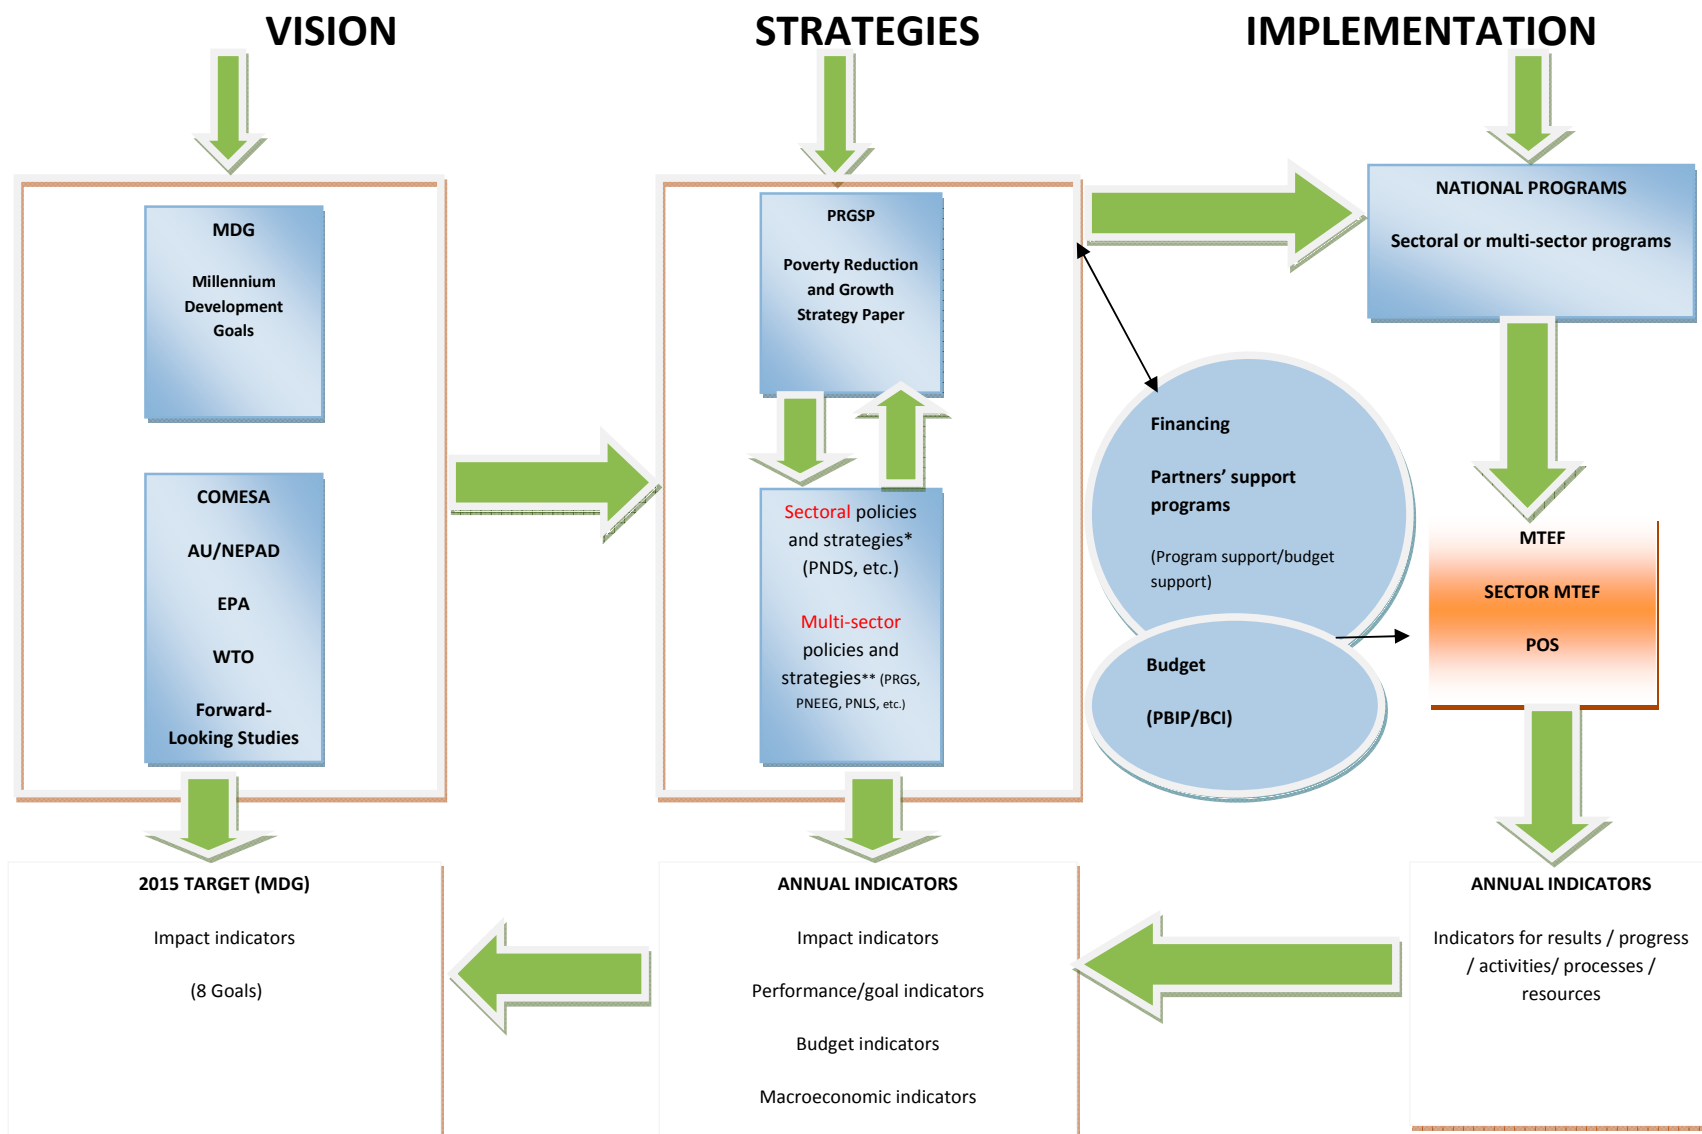 VISION
STRATEGIES
IMPLEMENTATION
MDG
Millennium
Development
Goals
COMESA
AU/NEPAD
EPA
WTO
Forward-
Looking Studies
PRGSP
Poverty Reduction
and Growth
Strategy Paper
Sectoral policies
and strategies*
(PNDS, etc.)
Multi-sector
policies and
strategies** (PRGS,
PNEEG, PNLS, etc.)
NATIONAL PROGRAMS
Sectoral or multi-sector programs
Financing
Partners’ support
programs
(Program support/budget
support)
Budget
(PBIP/BCI)
MTEF
SECTOR MTEF
POS
2015 TARGET (MDG)
Impact indicators
(8 Goals)
ANNUAL INDICATORS
Impact indicators
Performance/goal indicators
Budget indicators
Macroeconomic indicators
ANNUAL INDICATORS
Indicators for results / progress
/ activities/ processes /
resources